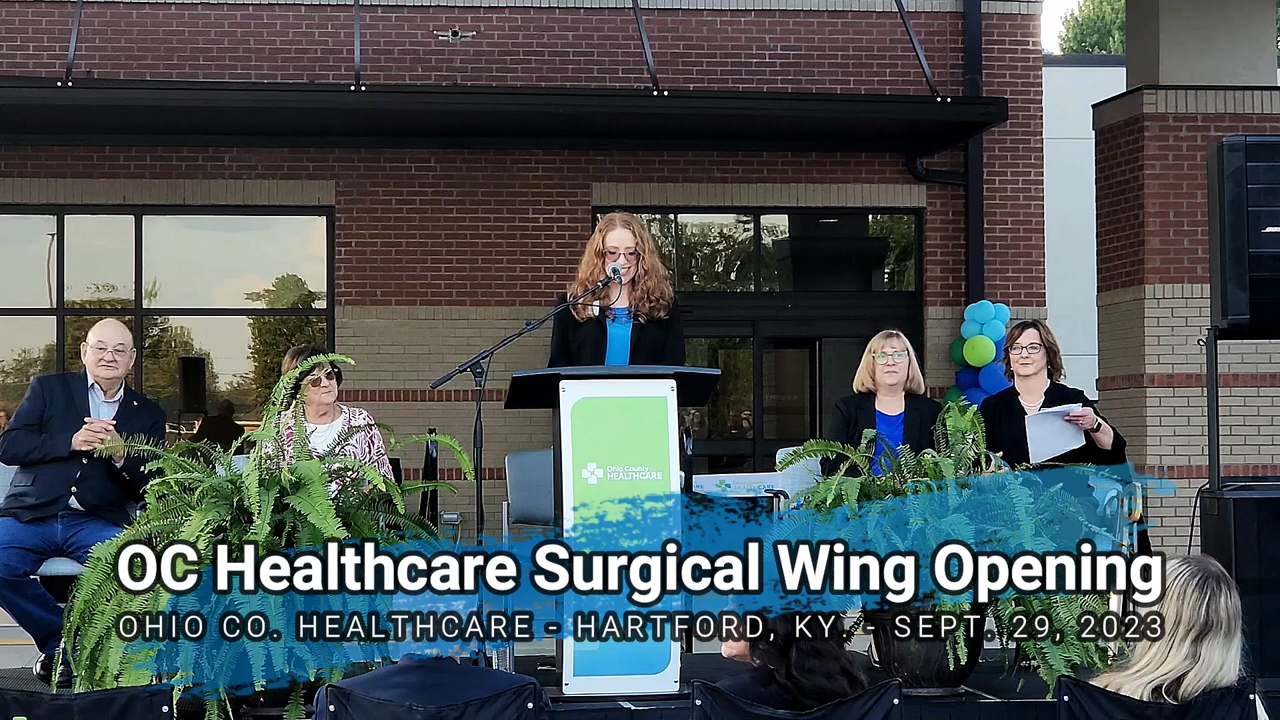 Ohio County
HEALTHCARE
OC Healthcare Surgical Wing Opening
OHIO CO. HEALTHCARE - HARTFORD, KY. - SEPT. 29, 2023